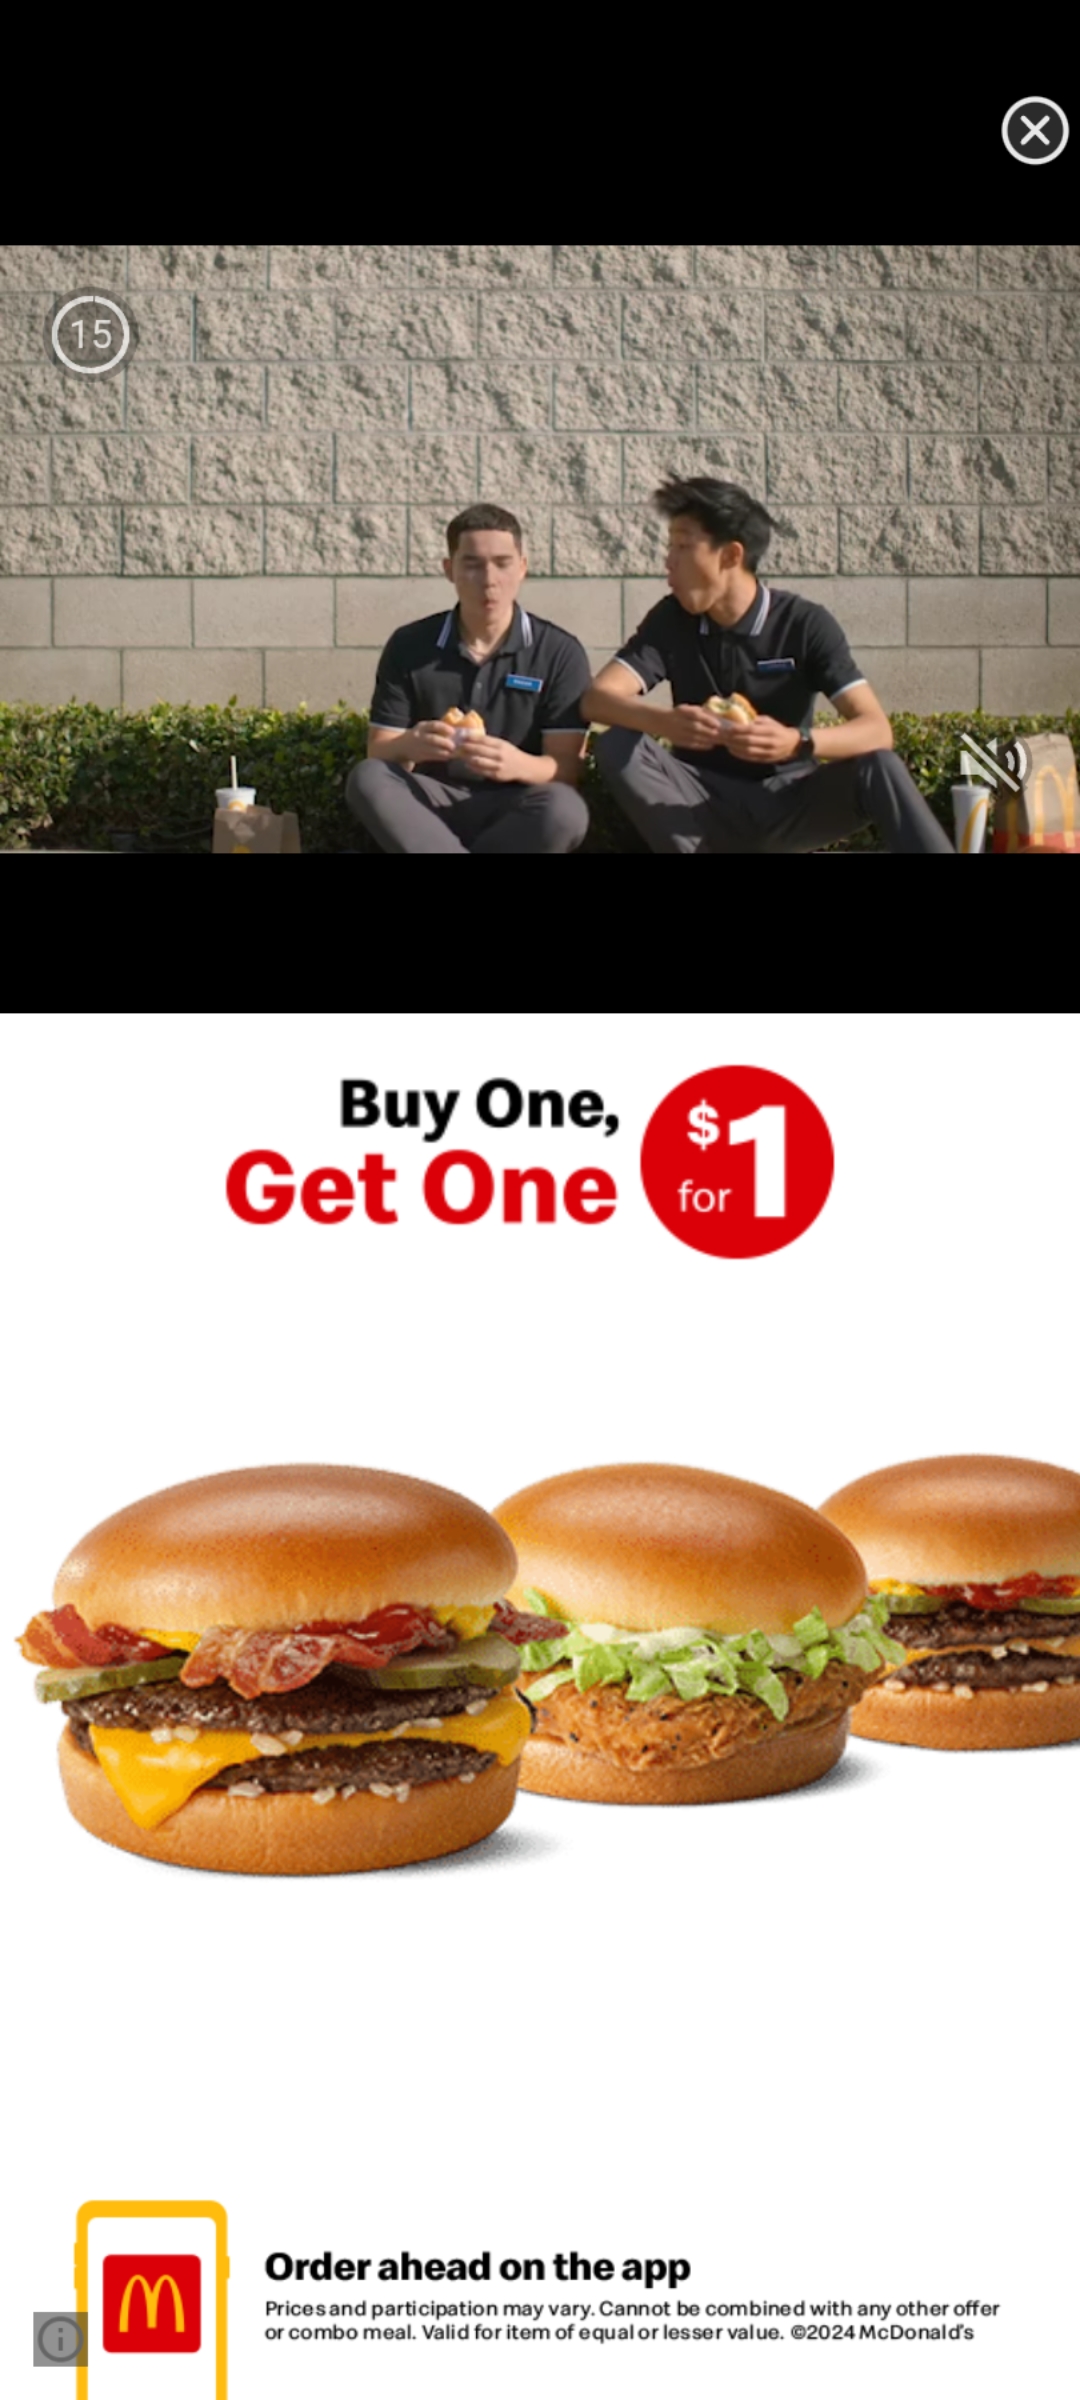 15
Buy One,
Get One
$1
for
Order ahead on the app
Prices and participation may vary. Cannot be combined with any other offer
or combo meal. Valid for item of equal or lesser value. ©2024 McDonald's